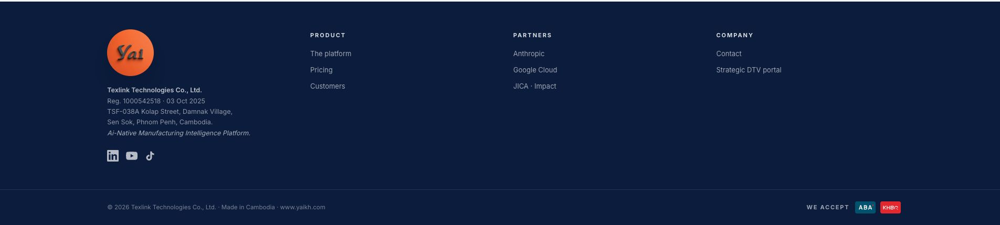 Yai
Texlink Technologies Co., Ltd.
Reg. 1000542518 · 03 Oct 2025
TSF-038A Kolap Street, Damnak Village,
Sen Sok, Phnom Penh, Cambodia.
Ai-Native Manufacturing Intelligence Platform.
in
PRODUCT
The platform
Pricing
Customers
PARTNERS
Anthropic
Google Cloud
JICA · Impact
COMPANY
Contact
Strategic DTV portal
© 2026 Texlink Technologies Co., Ltd. · Made in Cambodia · www.yaikh.com
WE ACCEPT
ABA
KHQR